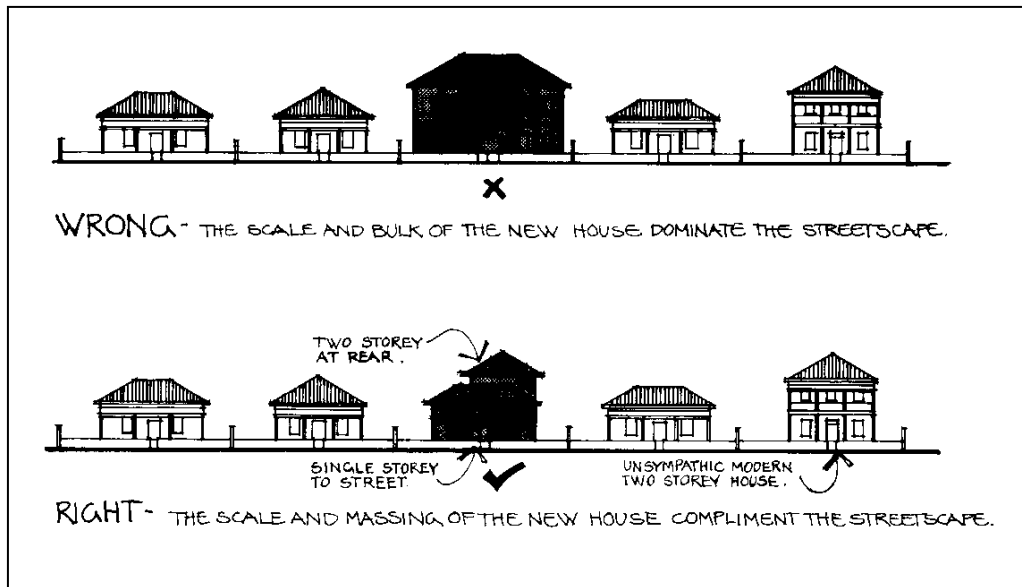 WRONG - THE SCALE AND BULK OF THE NEW HOUSE DOMINATE THE STREETSCAPE.
TWO STOREY
AT REAR.
SINGLE STOREY
TO STREET.
UNSYMPATHIC MODERN
TWO STOREY HOUSE.
RIGHT - THE SCALE AND MASSING OF THE NEW HOUSE COMPLIMENT THE STREETSCAPE.